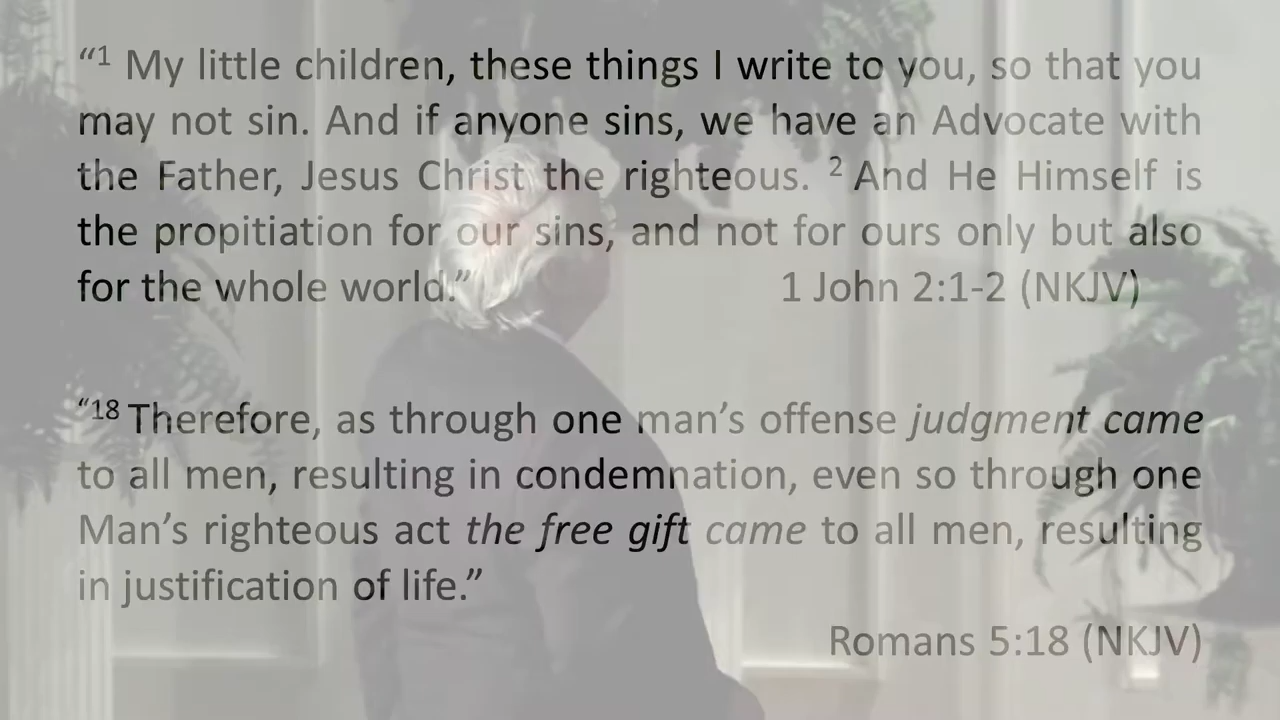 “1 My little children, these things I write to you, so that you
may not sin. And if anyone sins, we have an Advocate with
the Father, Jesus Christ the righteous. 2 And He Himself is
the propitiation for our sins, and not for ours only but also
for the whole world.” 1 John 2:1-2 (NKJV)
“18 Therefore, as through one man’s offense judgment came
to all men, resulting in condemnation, even so through one
Man’s righteous act the free gift came to all men, resulting
in justification of life.”
Romans 5:18 (NKJV)